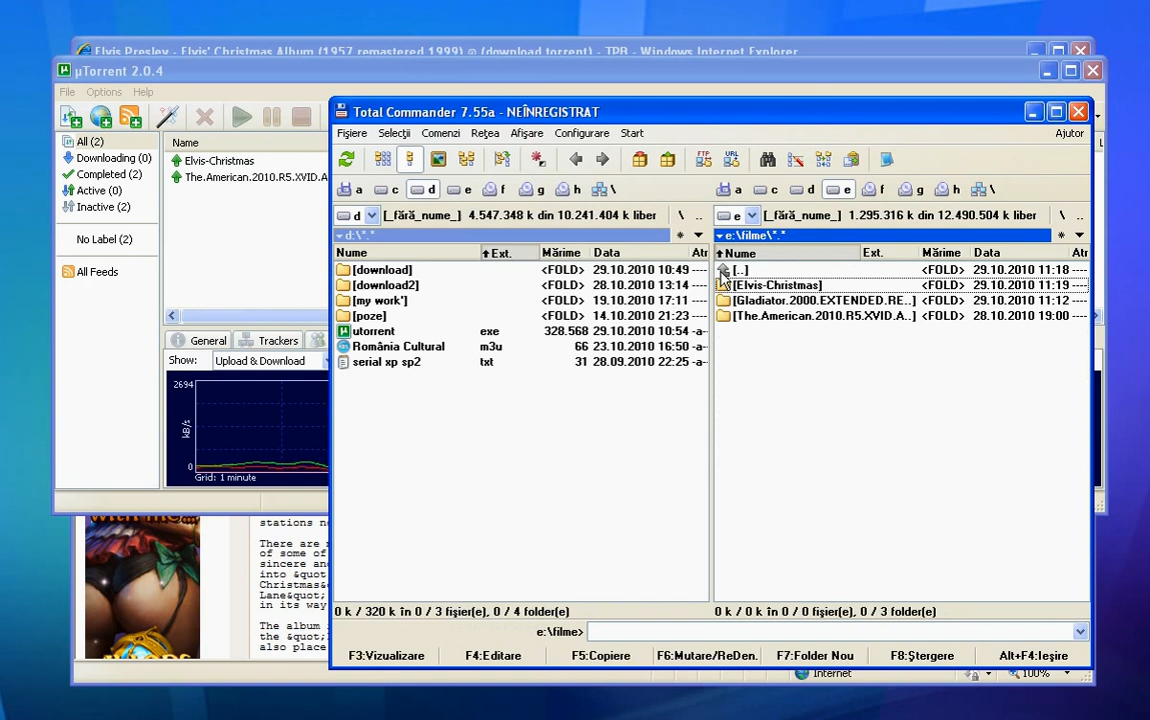 Elvis Presley - Elvis' Christmas Album (1957 remastered 1999) (download torrent) - TPB - Windows Internet Explorer
µTorrent 2.0.4
File Options Help
All (2)
Downloading (0)
Completed (2)
Active (0)
Inactive (2)
No Label (2)
All Feeds
Name
Elvis-Christmas
The.American.2010.R5.XVID.A
General Trackers
Show: Upload & Download
2694
kB/s
0
Grid: 1 minute
Total Commander 7.55a - NEÎNREGISTRAT
Fişiere Selecţii Comenzi Reţea Afişare Configurare Start Ajutor
FTP URL
a c d e f g h \
a c d e f g h \
d [_fără_nume_] 4.547.348 k din 10.241.404 k liber \ ..
e [_fără_nume_] 1.295.316 k din 12.490.504 k liber \ ..
d:\*.* * 
e:\filme\*.* *
Nume Ext. Mărime Data Atr
[download] <FOLD> 29.10.2010 10:49 ----
[download2] <FOLD> 28.10.2010 13:14 ----
[my work'] <FOLD> 19.10.2010 17:11 ----
[poze] <FOLD> 14.10.2010 21:23 ----
utorrent exe 328.568 29.10.2010 10:54 -a--
România Cultural m3u 66 23.10.2010 16:50 -a--
serial xp sp2 txt 31 28.09.2010 22:25 -a--
Nume Ext. Mărime Data Atr
[..] <FOLD> 29.10.2010 11:18 ----
[Elvis-Christmas] <FOLD> 29.10.2010 11:19 ----
[Gladiator.2000.EXTENDED.RE..] <FOLD> 29.10.2010 11:12 ----
[The.American.2010.R5.XVID.A..] <FOLD> 28.10.2010 19:00 ----
0 k / 320 k în 0 / 3 fişier(e), 0 / 4 folder(e)
0 k / 0 k în 0 / 0 fişier(e), 0 / 3 folder(e)
e:\filme>
F3:Vizualizare F4:Editare F5:Copiere F6:Mutare/ReDen. F7:Folder Nou F8:Ştergere Alt+F4:Ieşire
stations
There are
of some of
sincere an
into &quot
Christmas&
Lane&quot;
in its way
The album
the &quot;
also place
Internet 100%